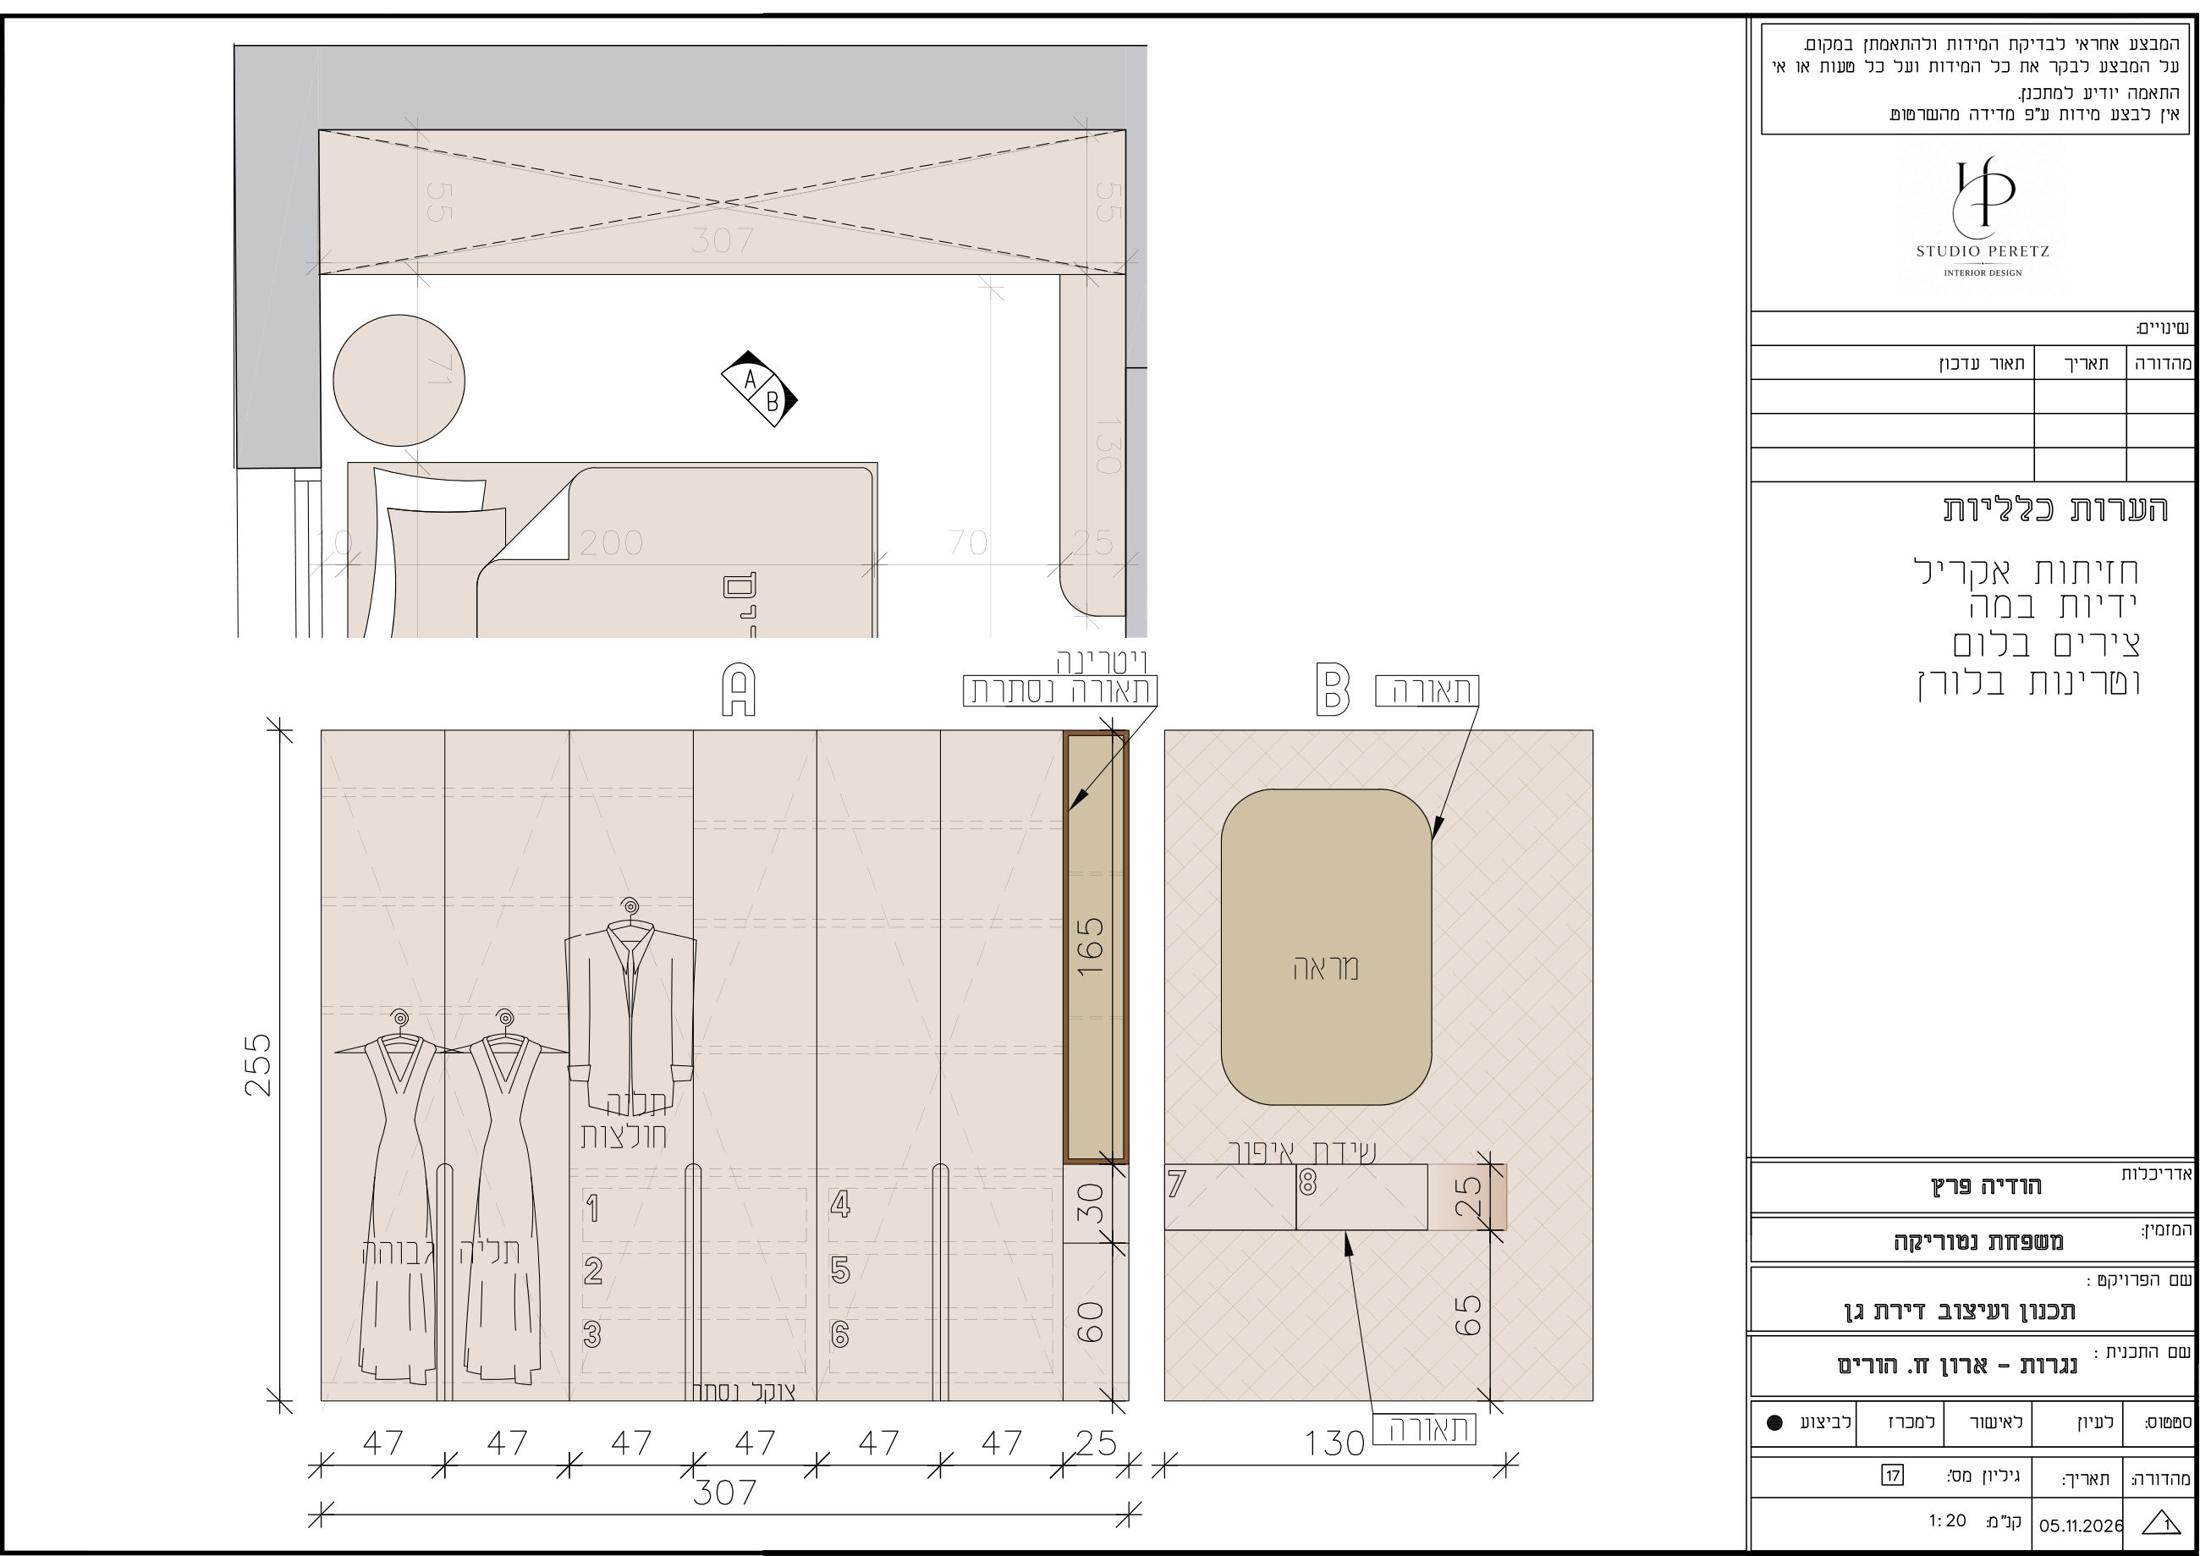 המבצע אחראי לבדיקת המידות ולהתאמתן במקום.
על המבצע לבקר את כל המידות ועל כל טעות או אי
התאמה יודיע למתכנן.
אין לבצע מידות ע"פ מדידה מהשרטוט
STUDIO PERETZ
INTERIOR DESIGN
שינויים:
מהדורה תאריך תאור עדכון
הערות כלליות
חזיתות אקריל
ידיות במה
צירים בלום
וטרינות בלורן
אדריכלות
הודיה פרץ
המזמין:
משפחת נטוריקה
שם הפרויקט :
תכנון ועיצוב דירת גן
שם התכנית :
נגרות - ארון ח. הורים
סטטוס: לעיון לאישור למכרז לביצוע
מהדורה: תאריך: גיליון מס': 17
1 05.11.2026 קנ"מ: 1:20
55
55
307
71
A
B
130
10
200
70
25
A
ויטרינה
תאורה נסתרת
B
תאורה
255
165
תליה
חולצות
תליה גבוהה
1
2
3
4
5
6
30
60
צוקל נסתר
47 47 47 47 47 47 25
307
מראה
שידת איפור
7
8
25
65
תאורה
130